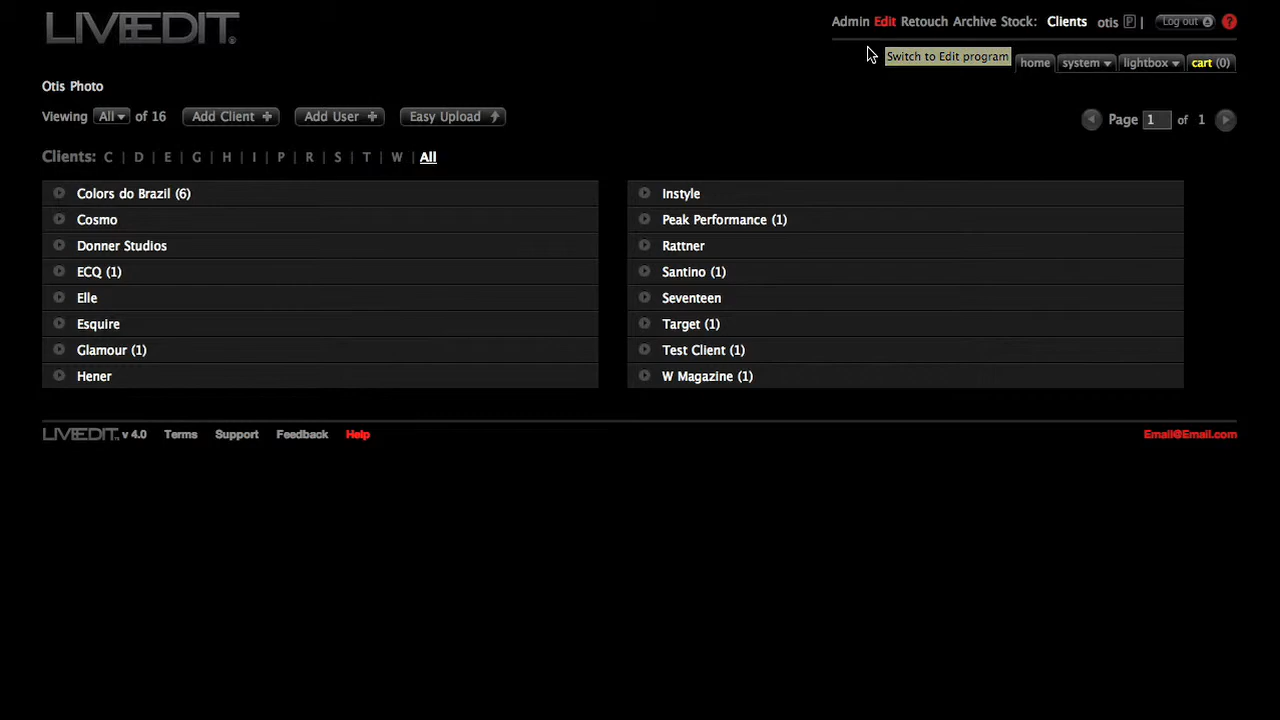 LIVEEDIT®
Admin Edit Retouch Archive Stock: Clients otis P | Log out ?
Switch to Edit program
home system lightbox cart (0)
Otis Photo
Viewing All of 16 Add Client + Add User + Easy Upload
Page 1 of 1
Clients: C | D | E | G | H | I | P | R | S | T | W | All
Colors do Brazil (6)
Cosmo
Donner Studios
ECQ (1)
Elle
Esquire
Glamour (1)
Hener
Instyle
Peak Performance (1)
Rattner
Santino (1)
Seventeen
Target (1)
Test Client (1)
W Magazine (1)
LIVEEDIT. v 4.0 Terms Support Feedback Help
Email@Email.com